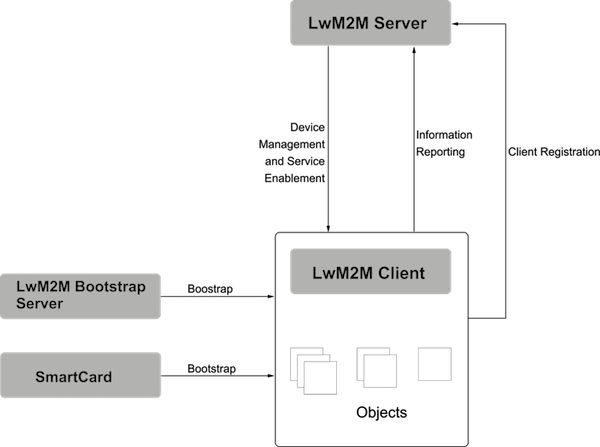 LwM2M Server
Device
Management
and Service
Enablement
Information
Reporting
Client Registration
LwM2M Client
LwM2M Bootstrap
Server
Boostrap
SmartCard
Bootstrap
Objects